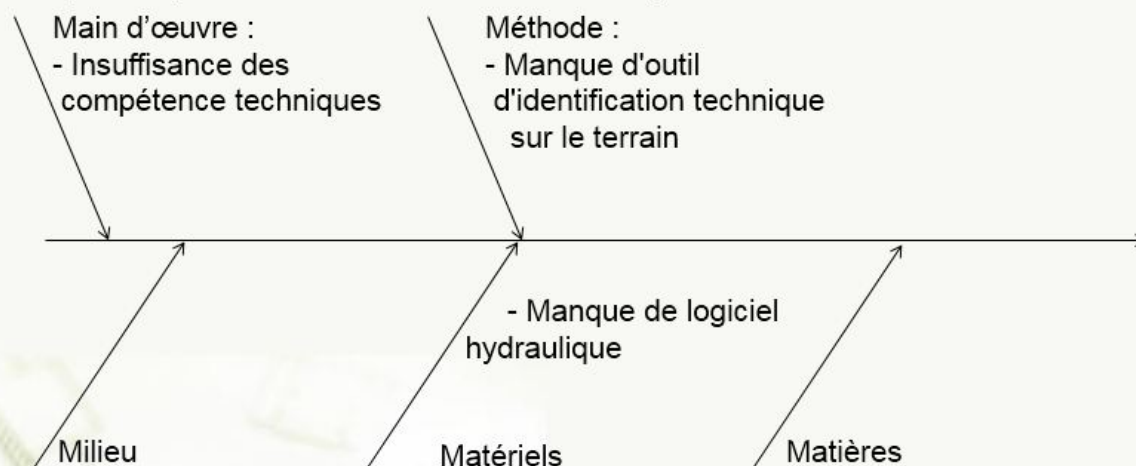 Main d'œuvre :
- Insuffisance des
compétence techniques
Méthode :
- Manque d'outil
d'identification technique
sur le terrain
- Manque de logiciel
hydraulique
Milieu
Matériels
Matières